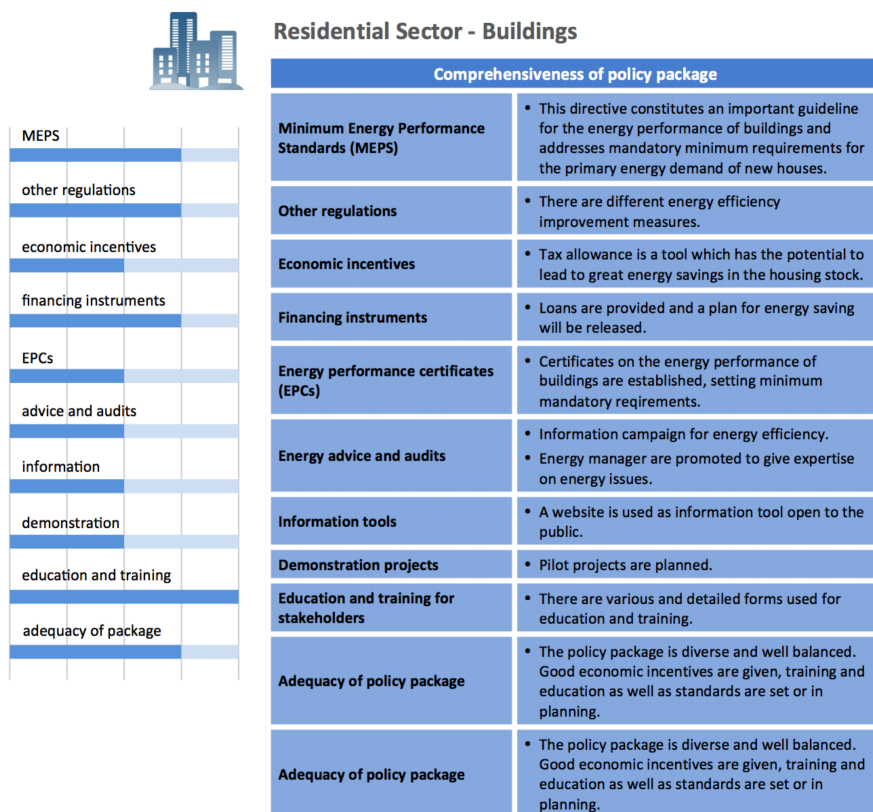 Residential Sector - Buildings
MEPS
other regulations
economic incentives
financing instruments
EPCs
advice and audits
information
demonstration
education and training
adequacy of package
Comprehensiveness of policy package
Minimum Energy Performance
Standards (MEPS)
• This directive constitutes an important guideline
for the energy performance of buildings and
addresses mandatory minimum requirements for
the primary energy demand of new houses.
Other regulations
• There are different energy efficiency
improvement measures.
Economic incentives
• Tax allowance is a tool which has the potential to
lead to great energy savings in the housing stock.
Financing instruments
• Loans are provided and a plan for energy saving
will be released.
Energy performance certificates
(EPCs)
• Certificates on the energy performance of
buildings are established, setting minimum
mandatory reqirements.
Energy advice and audits
• Information campaign for energy efficiency.
• Energy manager are promoted to give expertise
on energy issues.
Information tools
• A website is used as information tool open to the
public.
Demonstration projects
• Pilot projects are planned.
Education and training for
stakeholders
• There are various and detailed forms used for
education and training.
Adequacy of policy package
• The policy package is diverse and well balanced.
Good economic incentives are given, training and
education as well as standards are set or in
planning.
Adequacy of policy package
• The policy package is diverse and well balanced.
Good economic incentives are given, training and
education as well as standards are set or in
planning.